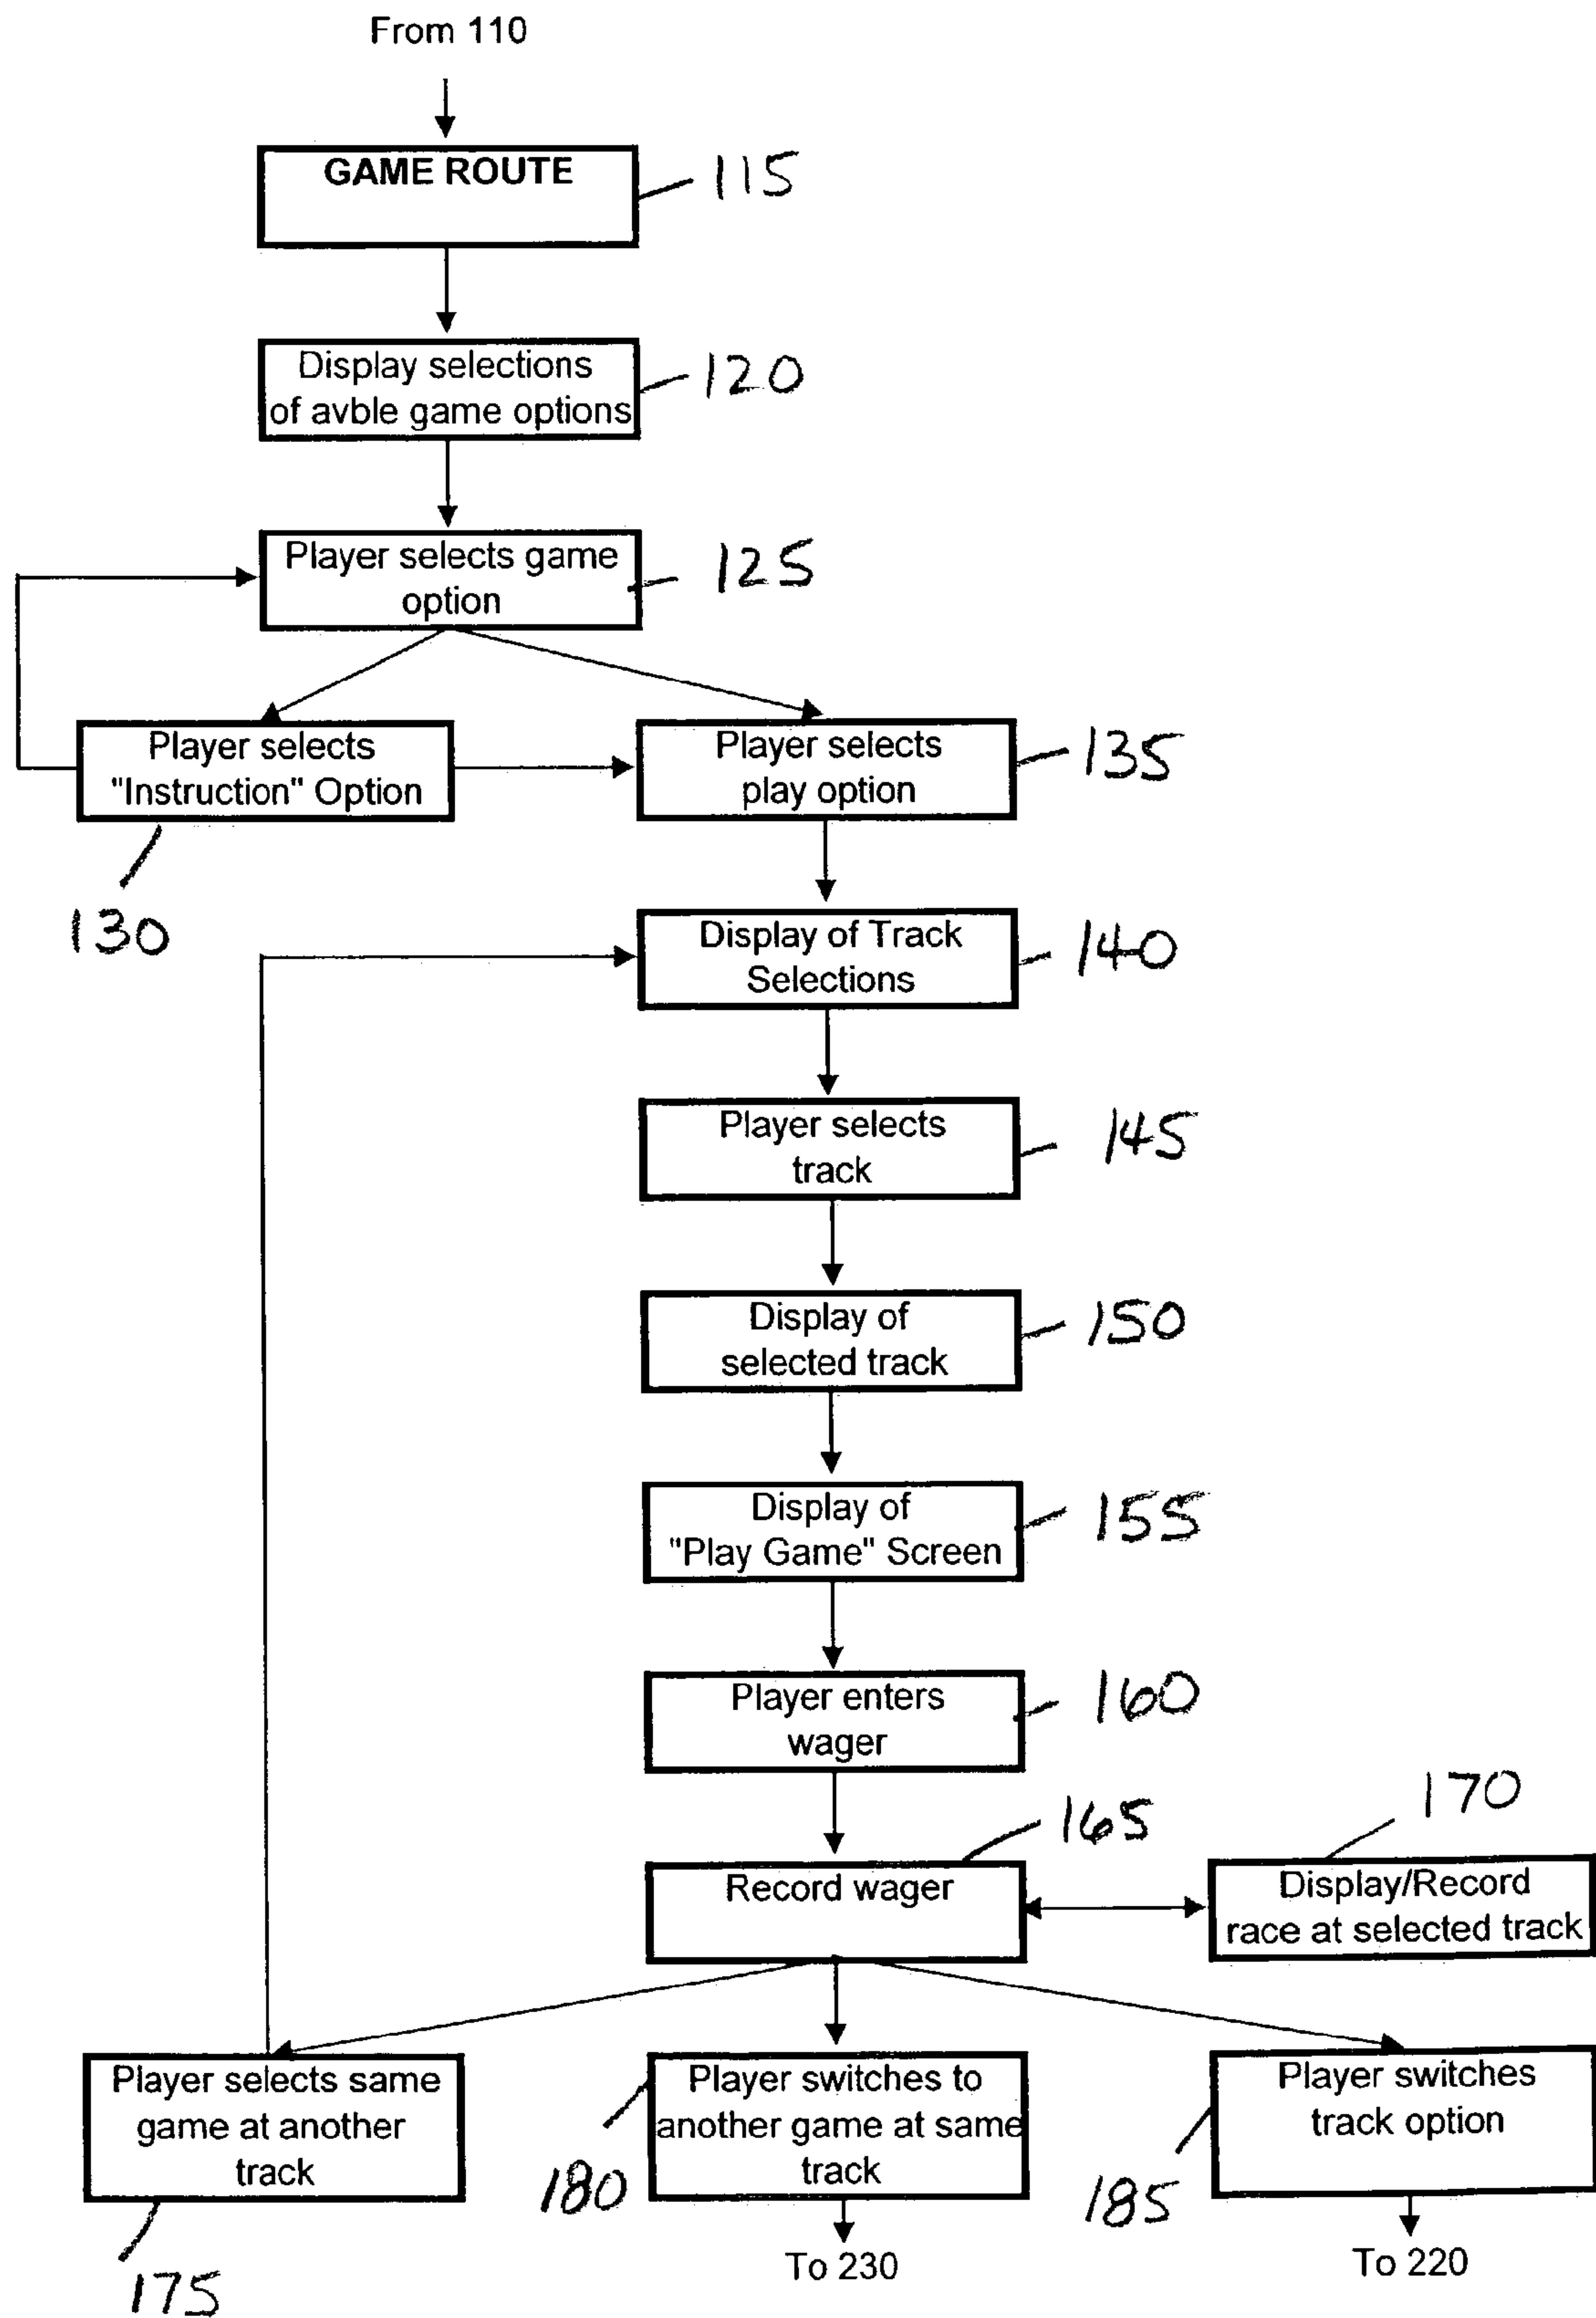 From 110
GAME ROUTE
115
Display selections
of avble game options
120
Player selects game
option
125
Player selects
"Instruction" Option
130
Player selects
play option
135
Display of Track
Selections
140
Player selects
track
145
Display of
selected track
150
Display of
"Play Game" Screen
155
Player enters
wager
160
Record wager
165
Display/Record
race at selected track
170
Player selects same
game at another
track
175
Player switches to
another game at same
track
180
To 230
Player switches
track option
185
To 220